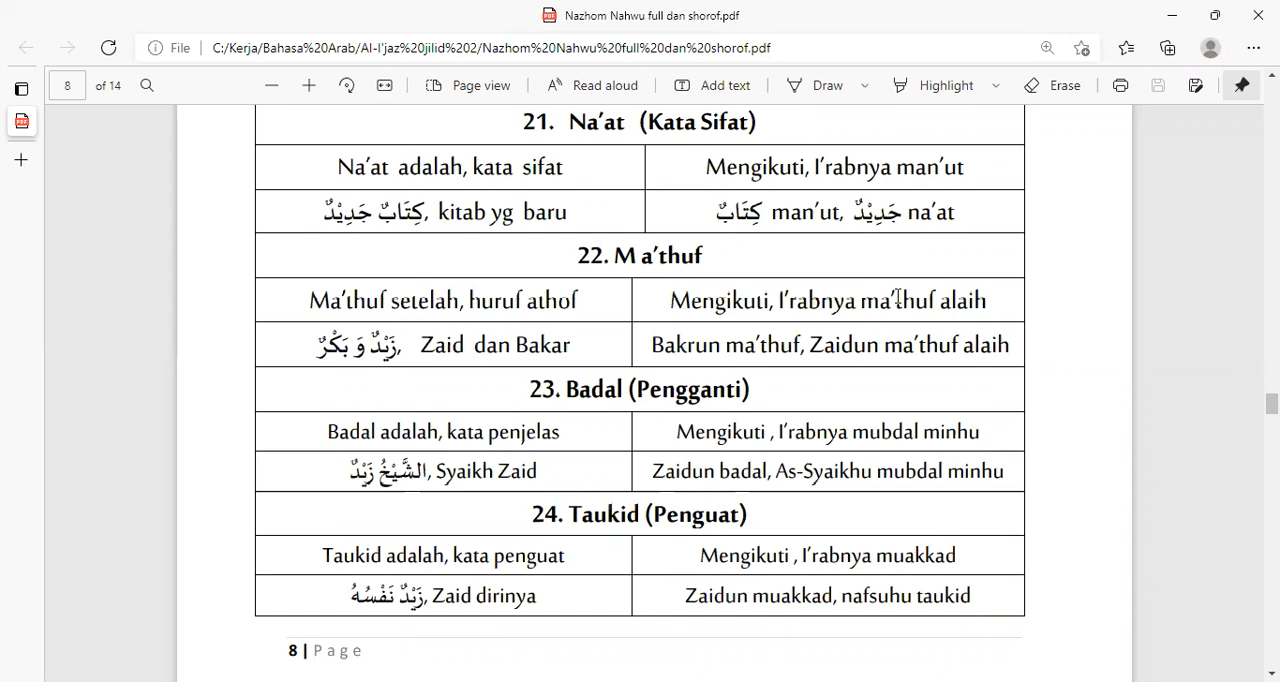 Nazhom Nahwu full dan shorof.pdf
File | C:/Kerja/Bahasa%20Arab/Al-I'jaz%20jilid%202/Nazhom%20Nahwu%20full%20dan%20shorof.pdf
8 of 14 Page view Read aloud Add text Draw Highlight Erase
21. Na'at (Kata Sifat)
Na'at adalah, kata sifat Mengikuti, I'rabnya man'ut
كِتَابٌ جَدِيْدٌ, kitab yg baru كِتَابٌ man'ut, جَدِيْدٌ na'at
22. M a'thuf
Ma'thuf setelah, huruf athof Mengikuti, I'rabnya ma'thuf alaih
زَيْدٌ وَ بَكْرٌ, Zaid dan Bakar Bakrun ma'thuf, Zaidun ma'thuf alaih
23. Badal (Pengganti)
Badal adalah, kata penjelas Mengikuti , I'rabnya mubdal minhu
الشَّيْخُ زَيْدٌ, Syaikh Zaid Zaidun badal, As-Syaikhu mubdal minhu
24. Taukid (Penguat)
Taukid adalah, kata penguat Mengikuti , I'rabnya muakkad
زَيْدٌ نَفْسُهُ, Zaid dirinya Zaidun muakkad, nafsuhu taukid
8 | Page